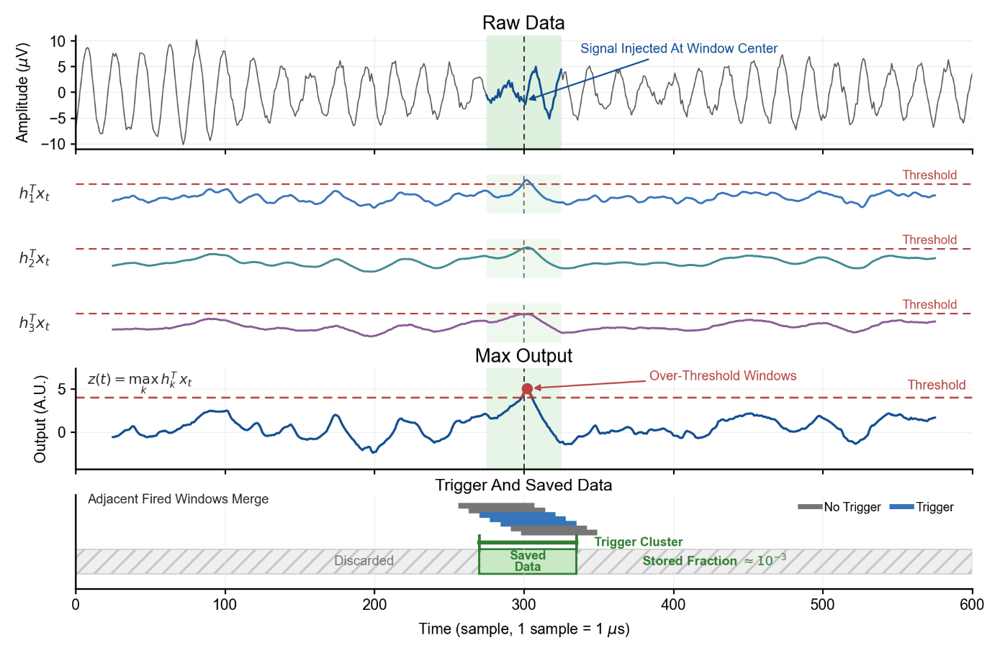 Raw Data
Amplitude (μV)
10
5
0
−5
−10
Signal Injected At Window Center
h₁ᵀxₜ
Threshold
h₂ᵀxₜ
Threshold
h₃ᵀxₜ
Threshold
Max Output
Output (A.U.)
5
0
z(t) = max h_kᵀ xₜ
k
Over-Threshold Windows
Threshold
Trigger And Saved Data
Adjacent Fired Windows Merge
No Trigger
Trigger
Trigger Cluster
Discarded
Saved
Data
Stored Fraction ≈ 10⁻³
0 100 200 300 400 500 600
Time (sample, 1 sample = 1 μs)